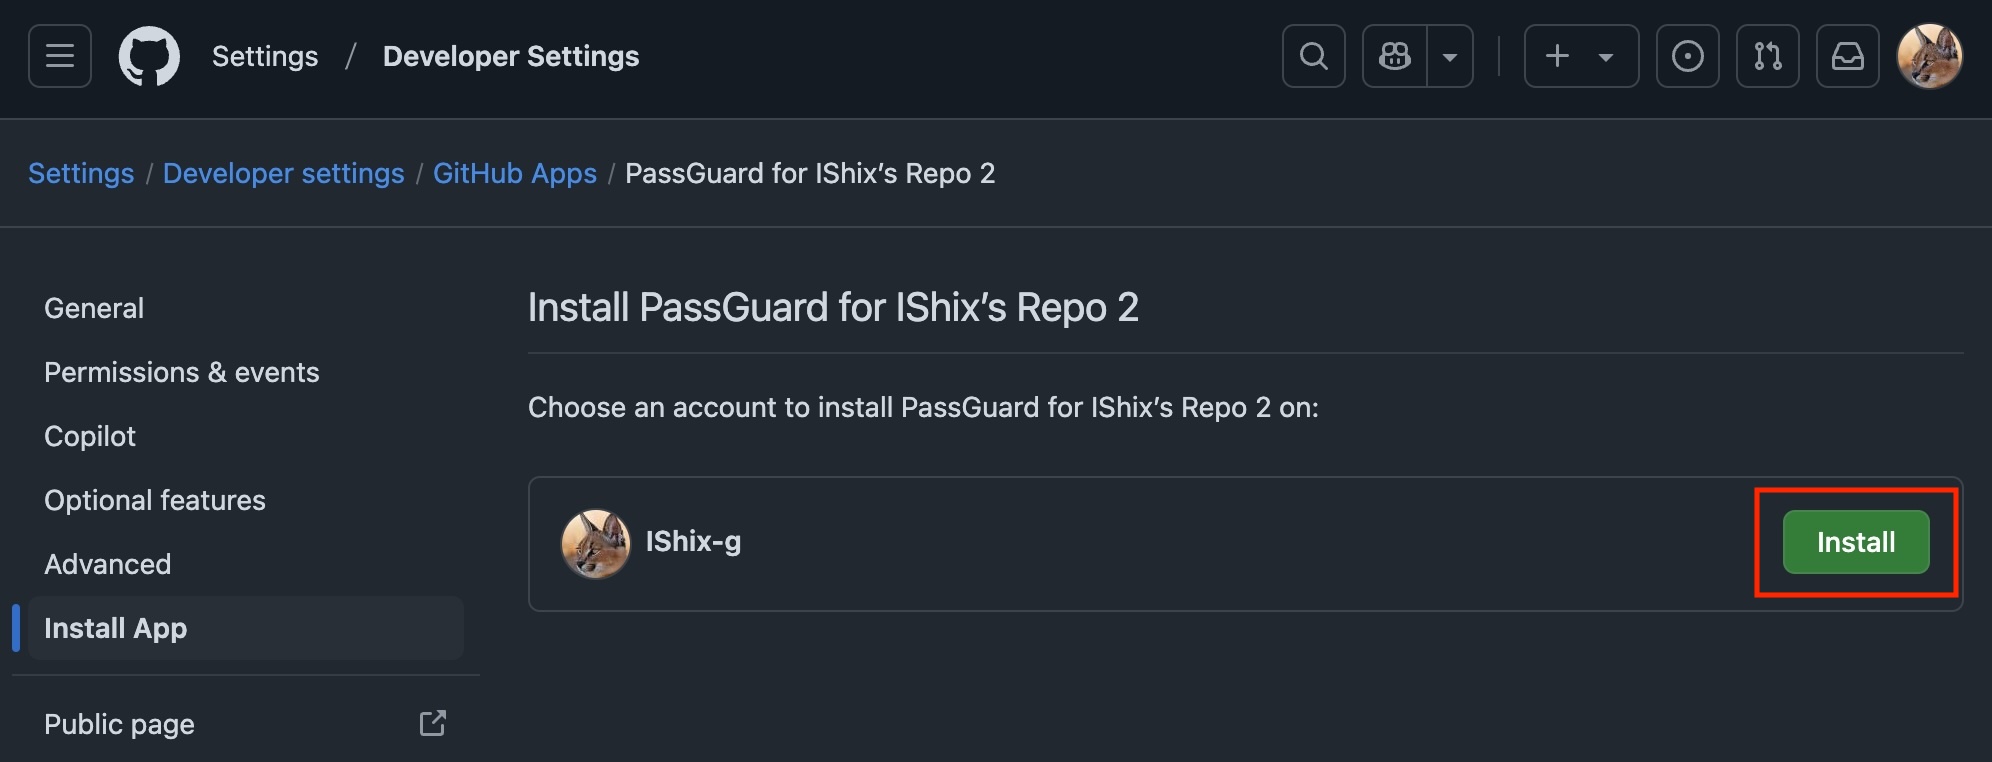 Settings / Developer Settings
Settings / Developer settings / GitHub Apps / PassGuard for IShix’s Repo 2
General
Permissions & events
Copilot
Optional features
Advanced
Install App
Public page
Install PassGuard for IShix’s Repo 2
Choose an account to install PassGuard for IShix’s Repo 2 on:
IShix-g
Install